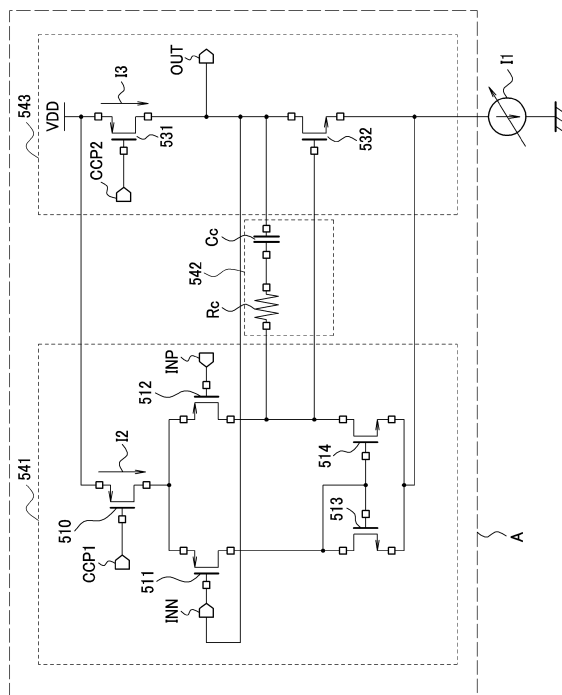 541
543
VDD
I2
I3
510
CCP1
CCP2
531
OUT
511
INN
512
INP
542
Rc
Cc
513
514
532
A
I1